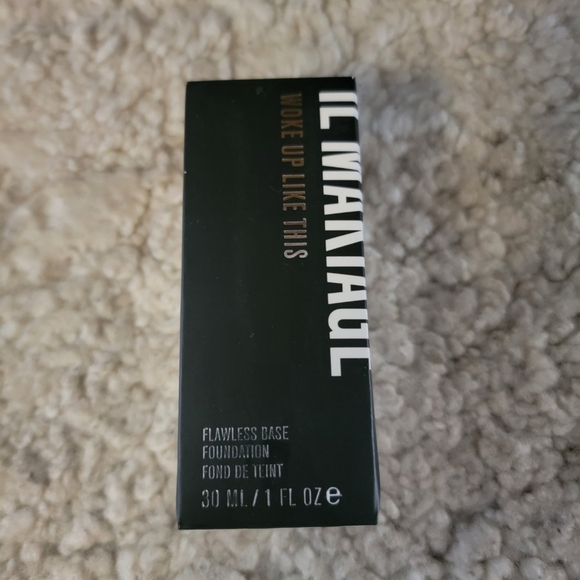 IL MAKIAGE
WOKE UP LIKE THIS
FLAWLESS BASE
FOUNDATION
FOND DE TEINT
30 ML / 1 FL OZ e